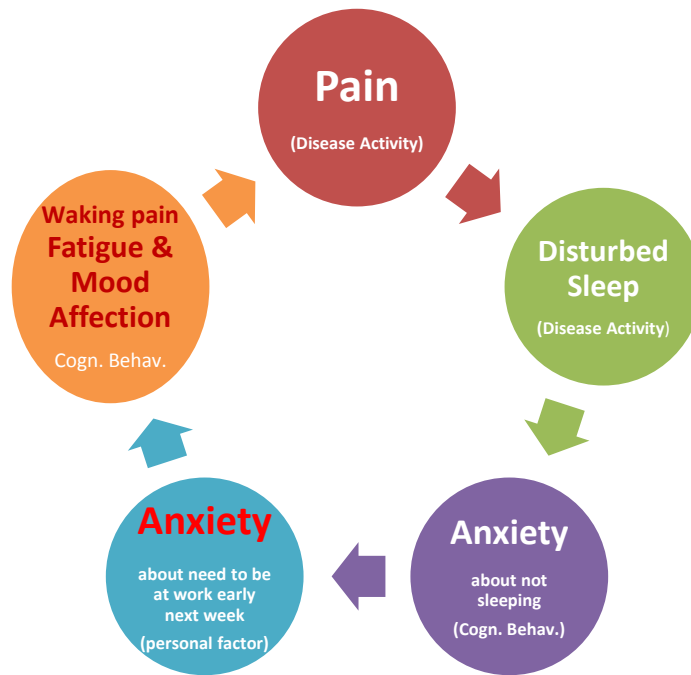 Pain
(Disease Activity)
Disturbed
Sleep
(Disease Activity)
Anxiety
about not
sleeping
(Cogn. Behav.)
Anxiety
about need to be
at work early
next week
(personal factor)
Waking pain
Fatigue &
Mood
Affection
Cogn. Behav.